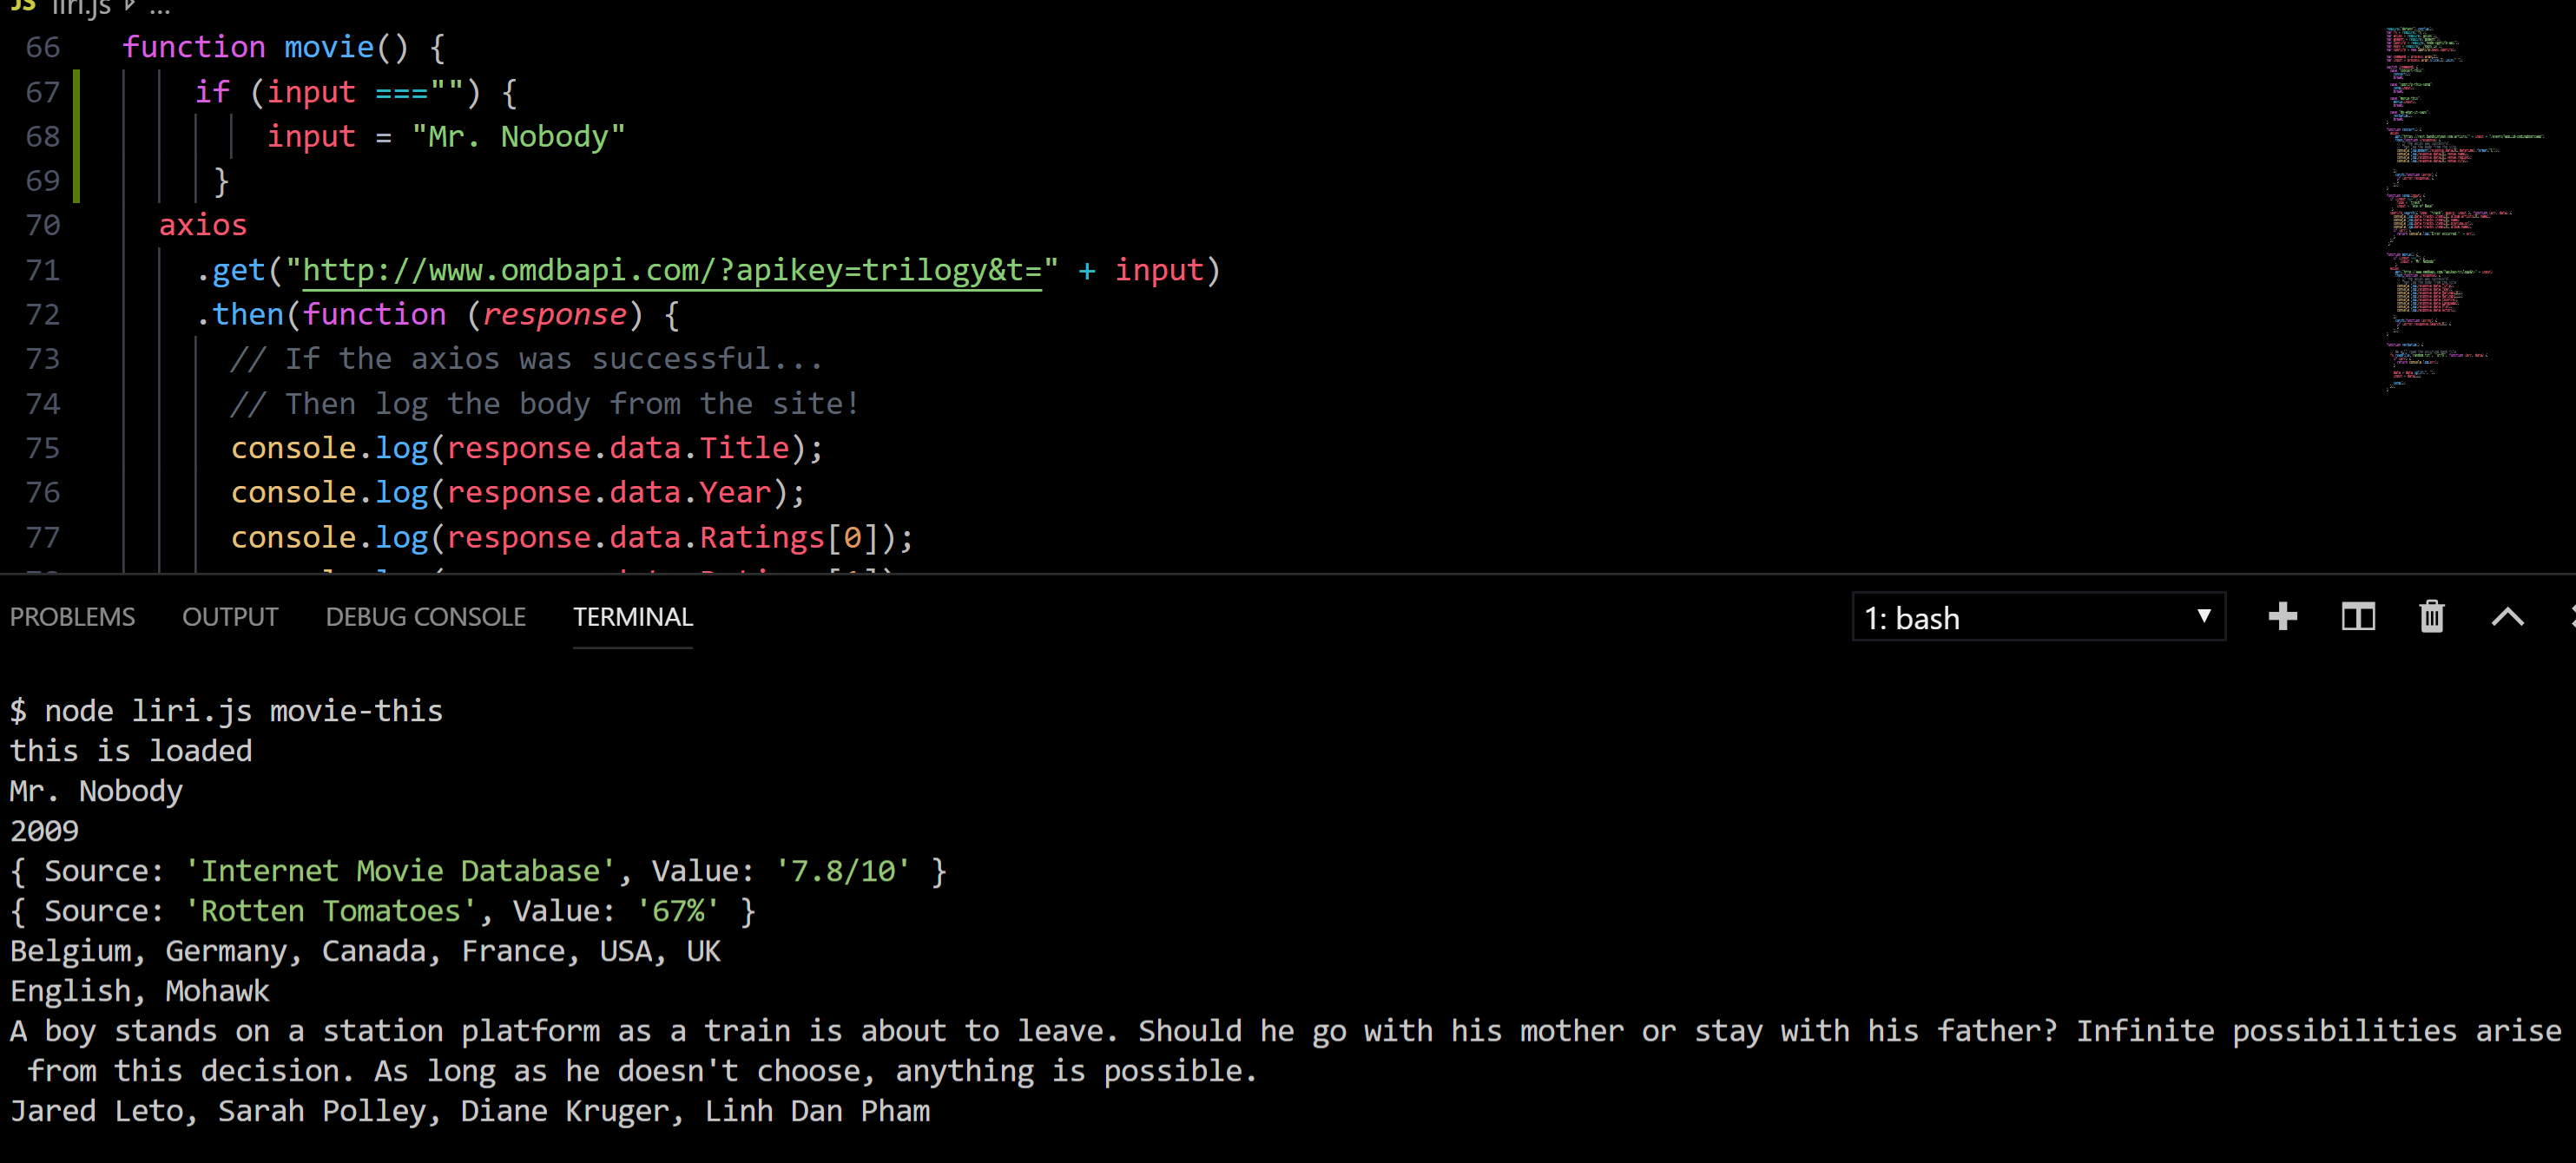 JS liri.js ▷ ...
66 function movie() {
67 if (input ==="") {
68 input = "Mr. Nobody"
69 }
70 axios
71 .get("http://www.omdbapi.com/?apikey=trilogy&t=" + input)
72 .then(function (response) {
73 // If the axios was successful...
74 // Then log the body from the site!
75 console.log(response.data.Title);
76 console.log(response.data.Year);
77 console.log(response.data.Ratings[0]);
PROBLEMS OUTPUT DEBUG CONSOLE TERMINAL 1: bash
$ node liri.js movie-this
this is loaded
Mr. Nobody
2009
{ Source: 'Internet Movie Database', Value: '7.8/10' }
{ Source: 'Rotten Tomatoes', Value: '67%' }
Belgium, Germany, Canada, France, USA, UK
English, Mohawk
A boy stands on a station platform as a train is about to leave. Should he go with his mother or stay with his father? Infinite possibilities arise
from this decision. As long as he doesn't choose, anything is possible.
Jared Leto, Sarah Polley, Diane Kruger, Linh Dan Pham